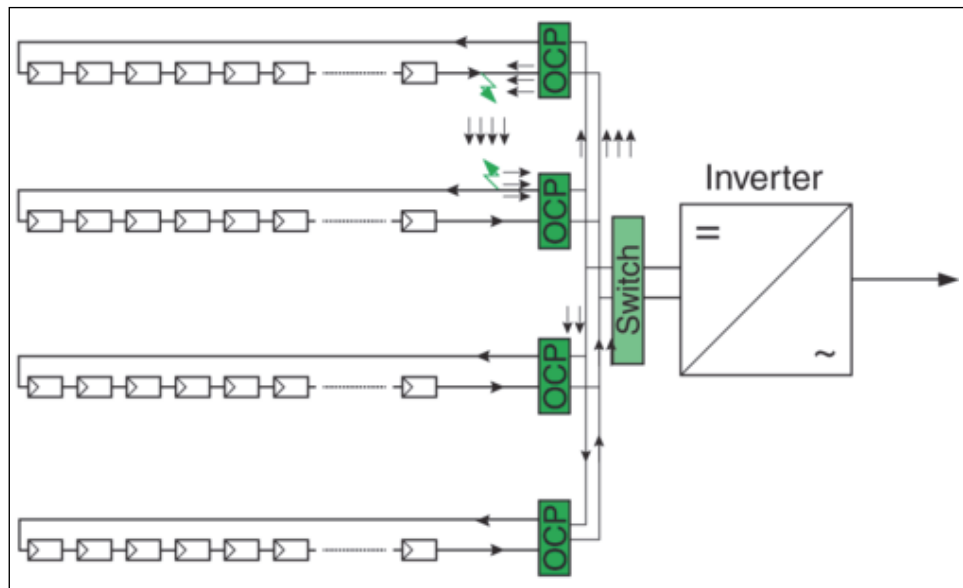 OCP
OCP
Inverter
=
Switch
OCP
~
OCP